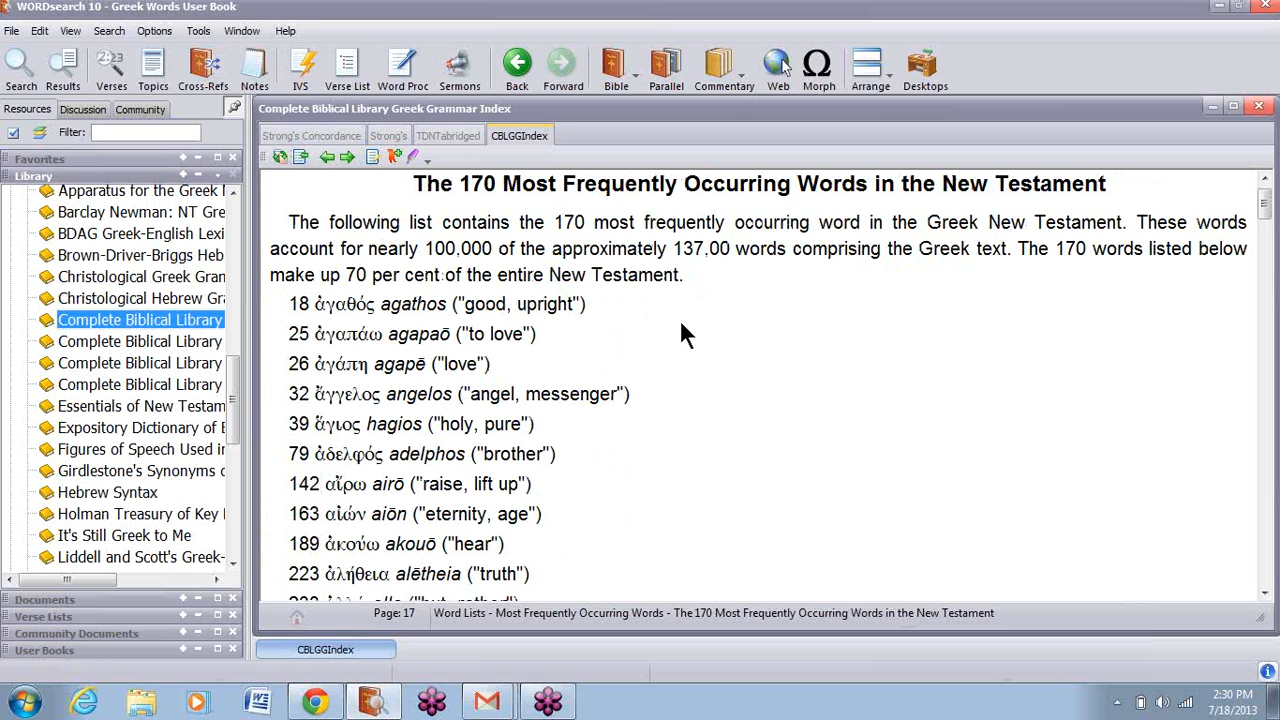 WORDsearch 10 - Greek Words User Book
File Edit View Search Options Tools Window Help
Search Results Verses Topics Cross-Refs Notes IVS Verse List Word Proc Sermons Back Forward Bible Parallel Commentary Web Morph Arrange Desktops
Resources Discussion Community
Complete Biblical Library Greek Grammar Index
Filter:
Strong's Concordance Strong's TDNTabridged CBLGGIndex
Favorites
Library
Apparatus for the Greek
Barclay Newman: NT Gre
BDAG Greek-English Lexi
Brown-Driver-Briggs Heb
Christological Greek Gran
Christological Hebrew Gra
Complete Biblical Library
Complete Biblical Library
Complete Biblical Library
Complete Biblical Library
Essentials of New Testam
Expository Dictionary of
Figures of Speech Used i
Girdlestone's Synonyms o
Hebrew Syntax
Holman Treasury of Key
It's Still Greek to Me
Liddell and Scott's Greek-
Documents
Verse Lists
Community Documents
User Books
The 170 Most Frequently Occurring Words in the New Testament
The following list contains the 170 most frequently occurring word in the Greek New Testament. These words
account for nearly 100,000 of the approximately 137,00 words comprising the Greek text. The 170 words listed below
make up 70 per cent of the entire New Testament.
18 ἀγαθός agathos ("good, upright")
25 ἀγαπάω agapaō ("to love")
26 ἀγάπη agapē ("love")
32 ἄγγελος angelos ("angel, messenger")
39 ἅγιος hagios ("holy, pure")
79 ἀδελφός adelphos ("brother")
142 αἴρω airō ("raise, lift up")
163 αἰών aiōn ("eternity, age")
189 ἀκούω akouō ("hear")
223 ἀλήθεια alētheia ("truth")
Page: 17 Word Lists - Most Frequently Occurring Words - The 170 Most Frequently Occurring Words in the New Testament
CBLGGIndex
2:30 PM
7/18/2013